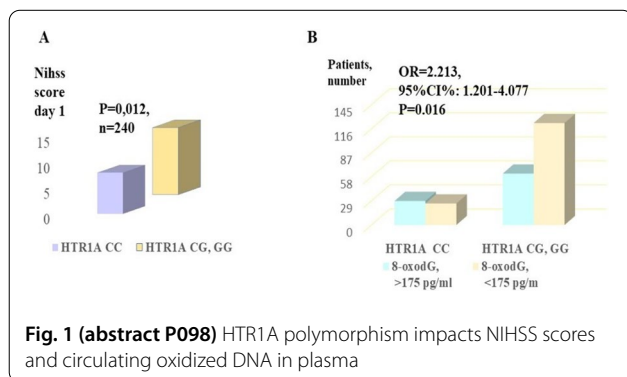 A
Nihss
score
day 1
P=0,012,
n=240
15
10
5
0
HTR1A CC
HTR1A CG, GG
B
Patients,
number
OR=2.213,
95%CI%: 1.201-4.077
P=0.016
145
116
87
58
29
0
HTR1A CC
HTR1A CG, GG
8-oxodG,
>175 pg/ml
8-oxodG,
<175 pg/m
Fig. 1 (abstract P098) HTR1A polymorphism impacts NIHSS scores
and circulating oxidized DNA in plasma